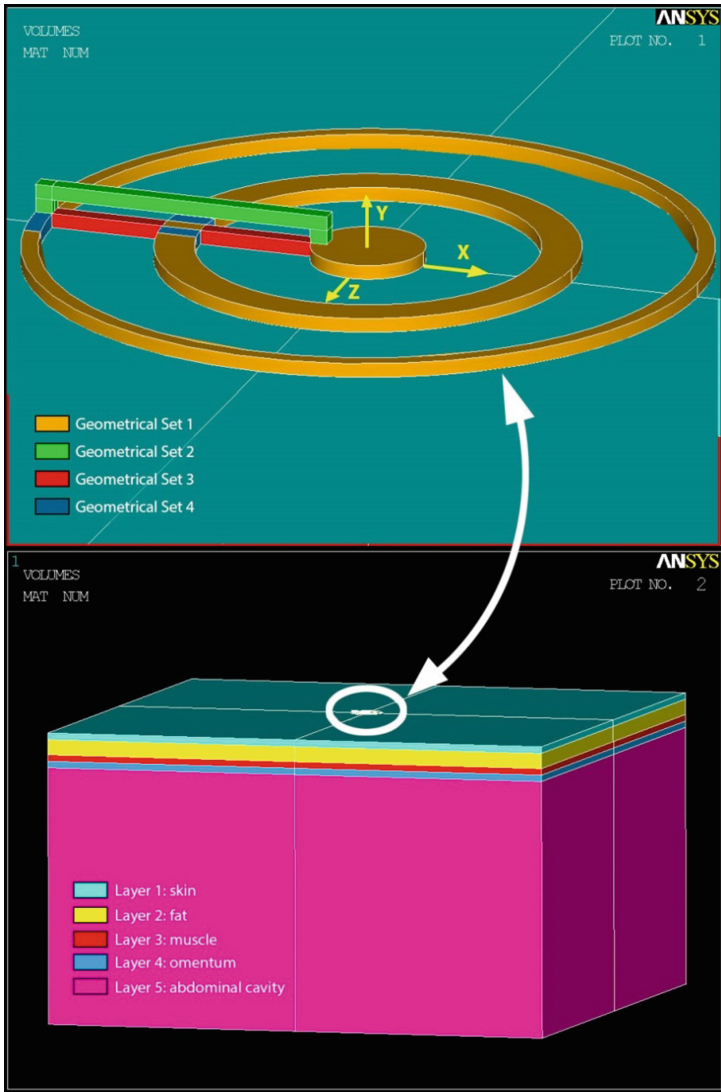 ANSYS
VOLUMES
PLOT NO. 1
MAT NUM
Y
X
Z
Geometrical Set 1
Geometrical Set 2
Geometrical Set 3
Geometrical Set 4
1
ANSYS
VOLUMES
PLOT NO. 2
MAT NUM
Layer 1: skin
Layer 2: fat
Layer 3: muscle
Layer 4: omentum
Layer 5: abdominal cavity